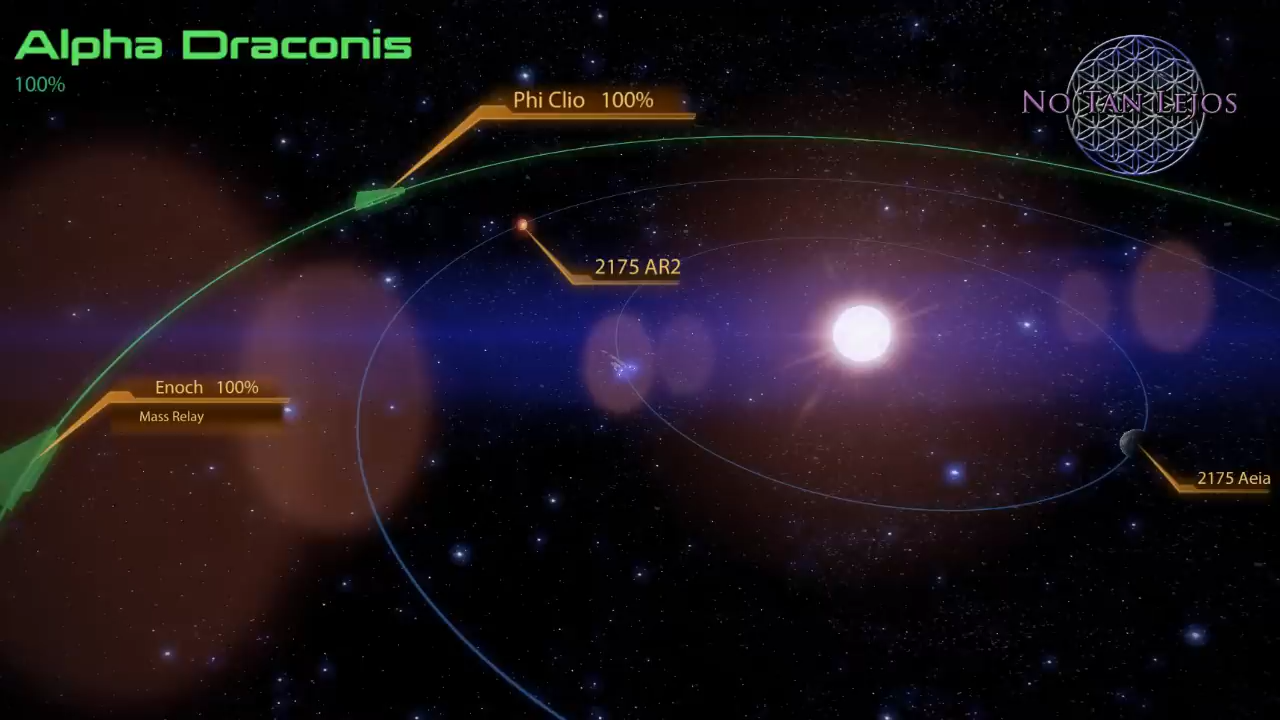 Alpha Draconis
100%
Phi Clio 100%
No Tan Lejos
2175 AR2
Enoch 100%
Mass Relay
2175 Aeia